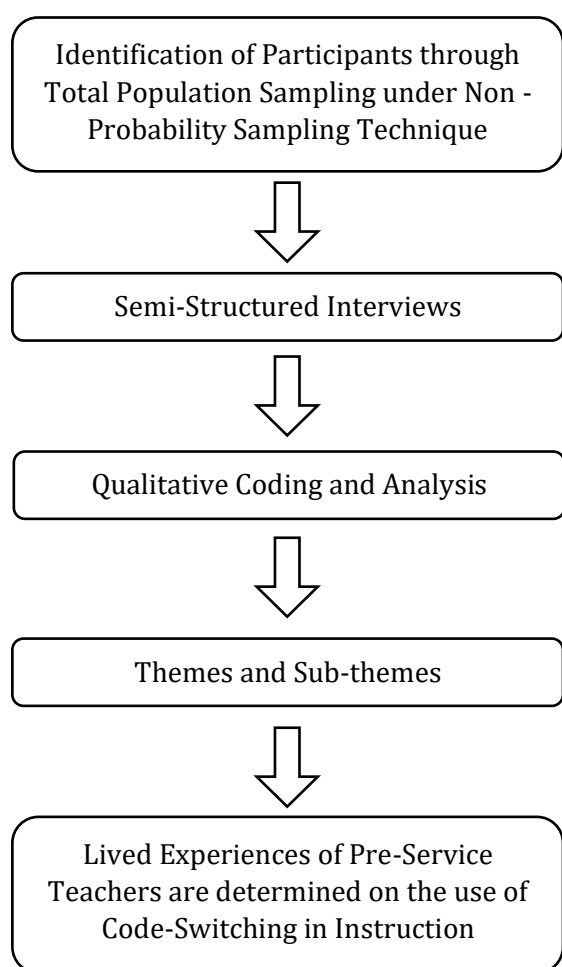 Identification of Participants through
Total Population Sampling under Non -
Probability Sampling Technique
Semi-Structured Interviews
Qualitative Coding and Analysis
Themes and Sub-themes
Lived Experiences of Pre-Service
Teachers are determined on the use of
Code-Switching in Instruction